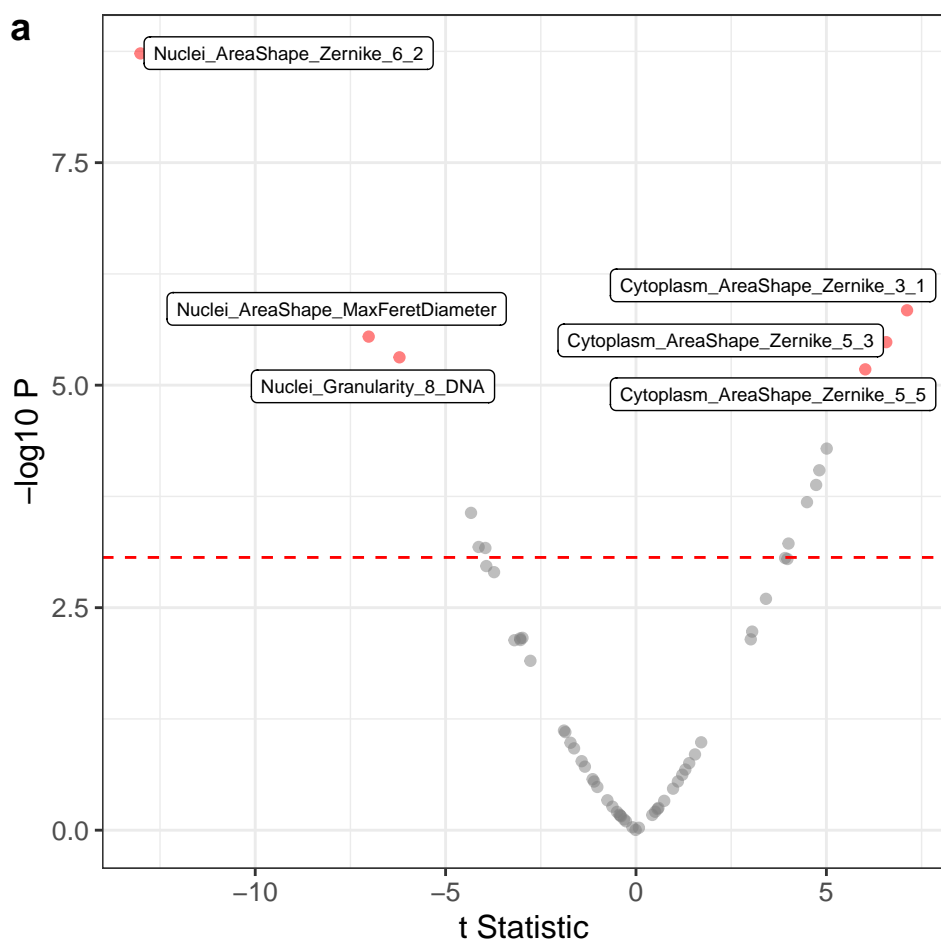 a
Nuclei_AreaShape_Zernike_6_2
7.5
Cytoplasm_AreaShape_Zernike_3_1
Nuclei_AreaShape_MaxFeretDiameter
Cytoplasm_AreaShape_Zernike_5_3
5.0
Nuclei_Granularity_8_DNA
Cytoplasm_AreaShape_Zernike_5_5
−log10 P
2.5
0.0
−10 −5 0 5
t Statistic